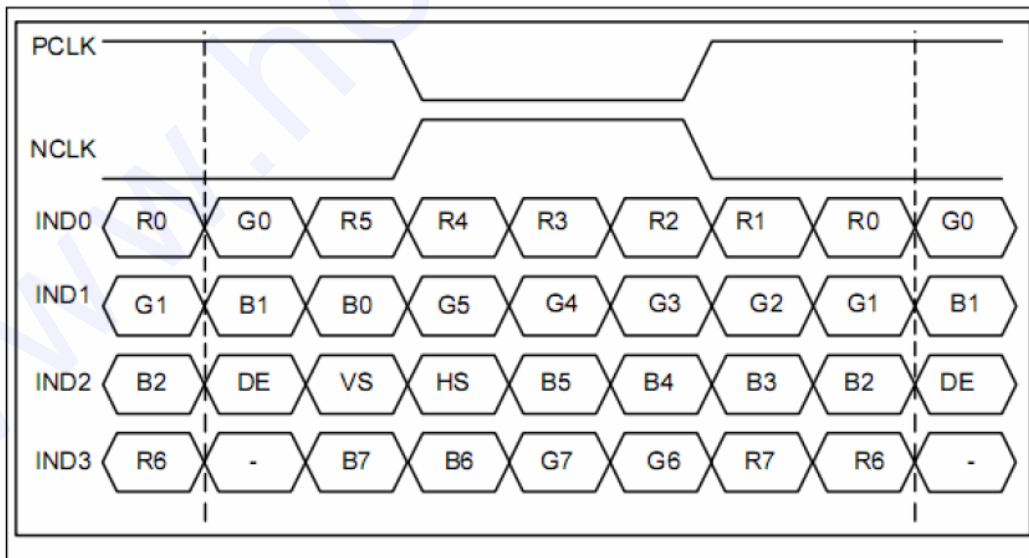 PCLK
NCLK
IND0 R0 G0 R5 R4 R3 R2 R1 R0 G0
IND1 G1 B1 B0 G5 G4 G3 G2 G1 B1
IND2 B2 DE VS HS B5 B4 B3 B2 DE
IND3 R6 - B7 B6 G7 G6 R7 R6 -
www.h